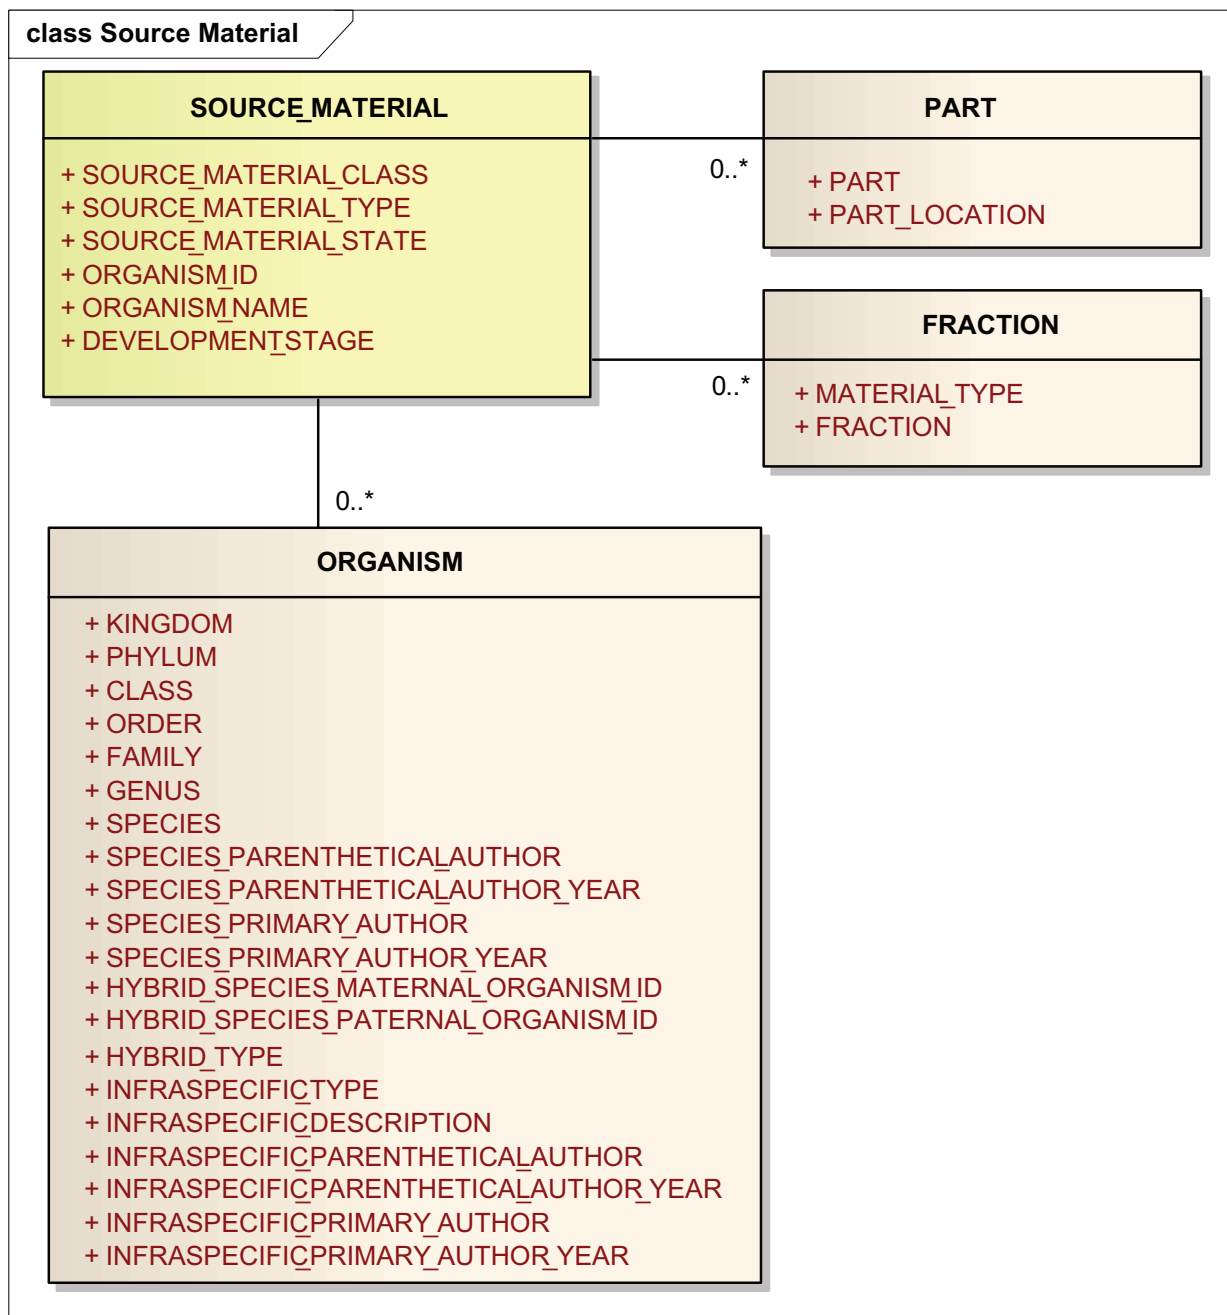 class Source Material
SOURCE_MATERIAL
+ SOURCE_MATERIAL_CLASS
+ SOURCE_MATERIAL_TYPE
+ SOURCE_MATERIAL_STATE
+ ORGANISM_ID
+ ORGANISM_NAME
+ DEVELOPMENT_STAGE
PART
0..*
+ PART
+ PART_LOCATION
FRACTION
0..*
+ MATERIAL_TYPE
+ FRACTION
0..*
ORGANISM
+ KINGDOM
+ PHYLUM
+ CLASS
+ ORDER
+ FAMILY
+ GENUS
+ SPECIES
+ SPECIES_PARENTHETICAL_AUTHOR
+ SPECIES_PARENTHETICAL_AUTHOR_YEAR
+ SPECIES_PRIMARY_AUTHOR
+ SPECIES_PRIMARY_AUTHOR_YEAR
+ HYBRID_SPECIES_MATERNAL_ORGANISM_ID
+ HYBRID_SPECIES_PATERNAL_ORGANISM_ID
+ HYBRID_TYPE
+ INFRASPECIFIC_TYPE
+ INFRASPECIFIC_DESCRIPTION
+ INFRASPECIFIC_PARENTHETICAL_AUTHOR
+ INFRASPECIFIC_PARENTHETICAL_AUTHOR_YEAR
+ INFRASPECIFIC_PRIMARY_AUTHOR
+ INFRASPECIFIC_PRIMARY_AUTHOR_YEAR